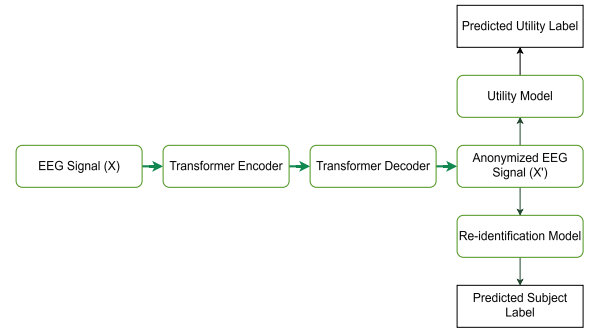 Predicted Utility Label
Utility Model
EEG Signal (X)
Transformer Encoder
Transformer Decoder
Anonymized EEG
Signal (X')
Re-identification Model
Predicted Subject
Label